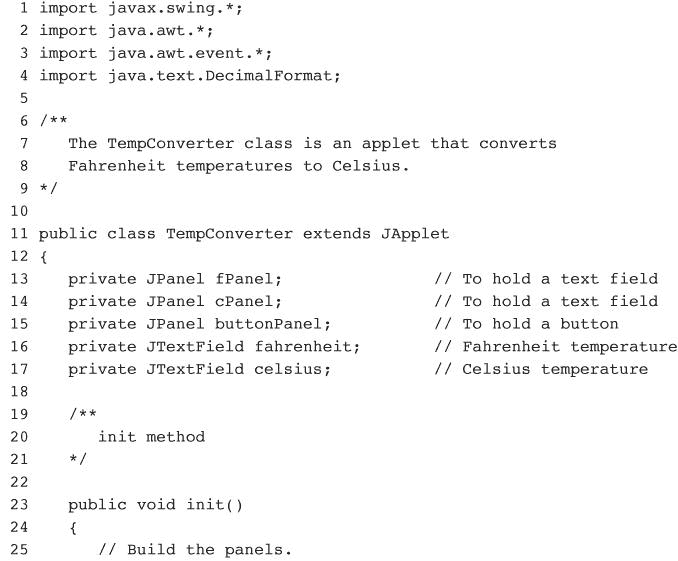 1 import javax.swing.*;
2 import java.awt.*;
3 import java.awt.event.*;
4 import java.text.DecimalFormat;
5
6 /**
7    The TempConverter class is an applet that converts
8    Fahrenheit temperatures to Celsius.
9 */
10
11 public class TempConverter extends JApplet
12 {
13    private JPanel fPanel;               // To hold a text field
14    private JPanel cPanel;               // To hold a text field
15    private JPanel buttonPanel;          // To hold a button
16    private JTextField fahrenheit;       // Fahrenheit temperature
17    private JTextField celsius;          // Celsius temperature
18
19    /**
20       init method
21    */
22
23    public void init()
24    {
25       // Build the panels.